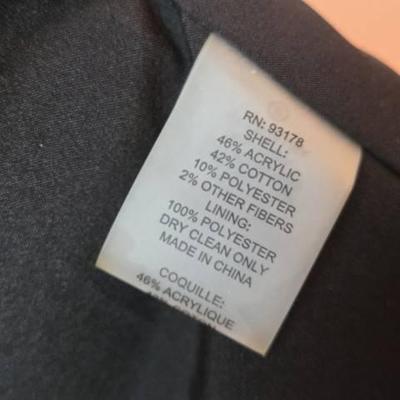 RN: 93178
SHELL:
46% ACRYLIC
42% COTTON
10% POLYESTER
2% OTHER FIBERS
LINING:
100% POLYESTER
DRY CLEAN ONLY
MADE IN CHINA
COQUILLE:
46% ACRYLIQUE